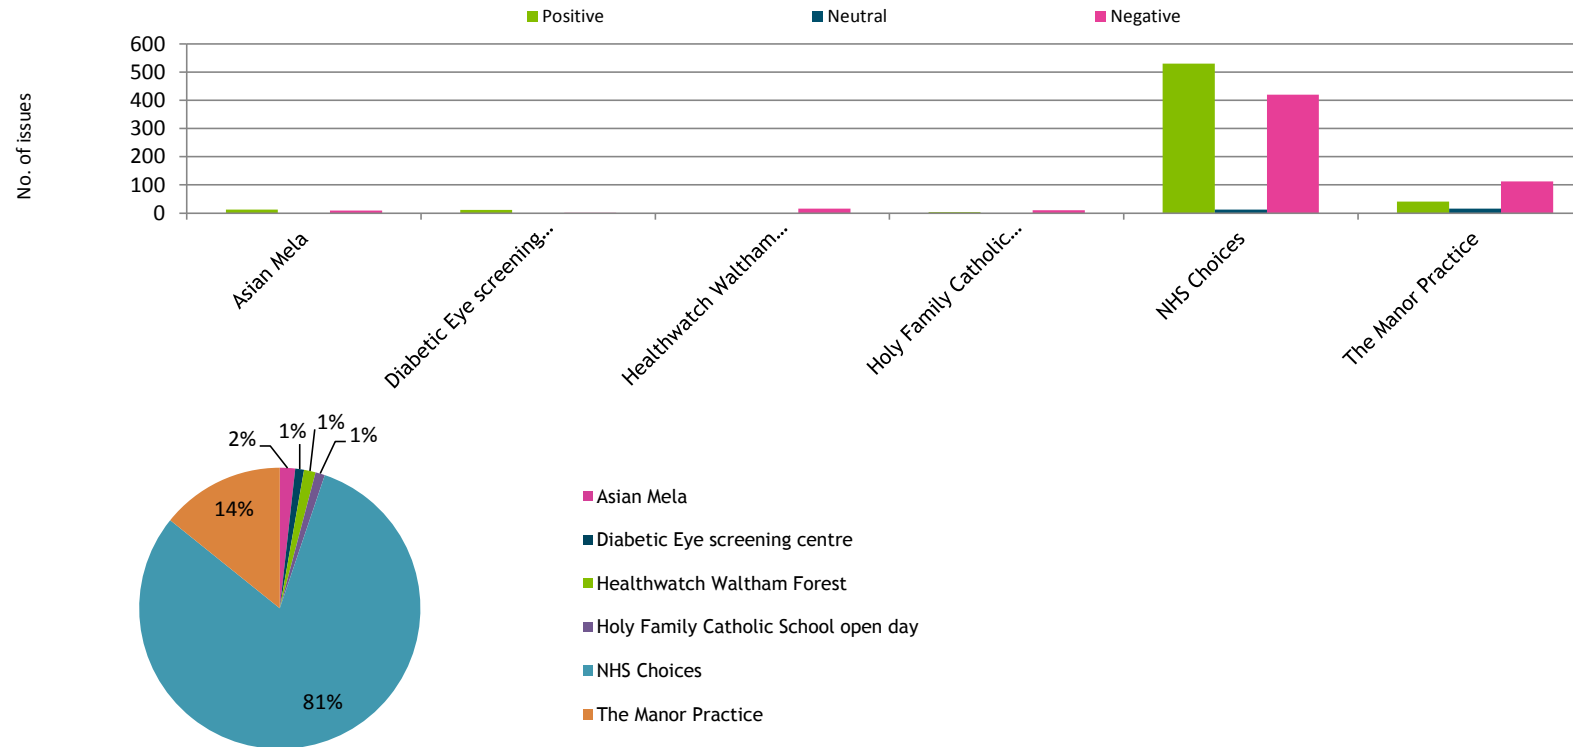 Positive Neutral Negative
No. of issues
600
500
400
300
200
100
0
Asian Mela
Diabetic Eye screening...
Healthwatch Waltham...
Holy Family Catholic...
NHS Choices
The Manor Practice
2% 1% 1% 1%
14%
81%
Asian Mela
Diabetic Eye screening centre
Healthwatch Waltham Forest
Holy Family Catholic School open day
NHS Choices
The Manor Practice